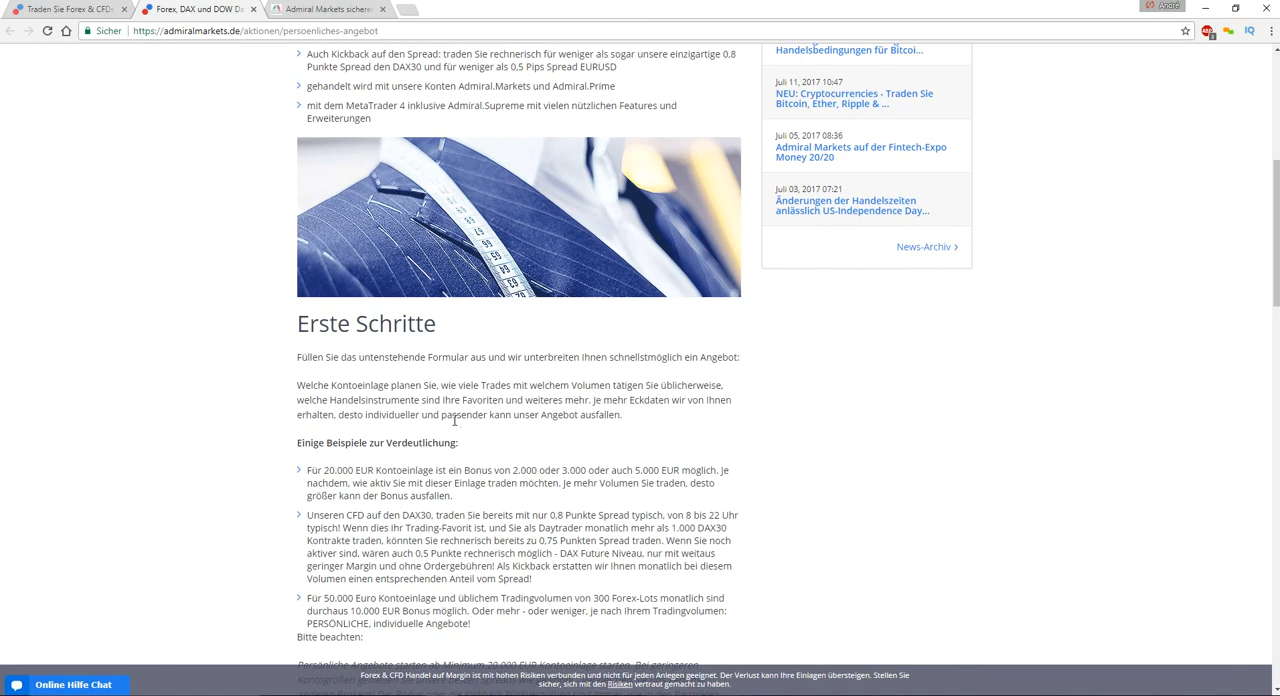 Traden Sie Forex & CFDs
Forex, DAX und DOW Da
Admiral Markets sichere
André
Sicher
https://admiralmarkets.de/aktionen/persoenliches-angebot
Auch Kickback auf den Spread: traden Sie rechnerisch für weniger als sogar unsere einzigartige 0,8
Punkte Spread den DAX30 und für weniger als 0,5 Pips Spread EURUSD
gehandelt wird mit unsere Konten Admiral.Markets und Admiral.Prime
mit dem MetaTrader 4 inklusive Admiral.Supreme mit vielen nützlichen Features und
Erweiterungen
Erste Schritte
Füllen Sie das untenstehende Formular aus und wir unterbreiten Ihnen schnellstmöglich ein Angebot:
Welche Kontoeinlage planen Sie, wie viele Trades mit welchem Volumen tätigen Sie üblicherweise,
welche Handelsinstrumente sind Ihre Favoriten und weiteres mehr. Je mehr Eckdaten wir von Ihnen
erhalten, desto individueller und passender kann unser Angebot ausfallen.
Einige Beispiele zur Verdeutlichung:
Für 20.000 EUR Kontoeinlage ist ein Bonus von 2.000 oder 3.000 oder auch 5.000 EUR möglich. Je
nachdem, wie aktiv Sie mit dieser Einlage traden möchten. Je mehr Volumen Sie traden, desto
größer kann der Bonus ausfallen.
Unseren CFD auf den DAX30, traden Sie bereits mit nur 0,8 Punkte Spread typisch, von 8 bis 22 Uhr
typisch! Wenn dies Ihr Trading-Favorit ist, und Sie als Daytrader monatlich mehr als 1.000 DAX30
Kontrakte traden, könnten Sie rechnerisch bereits zu 0,75 Punkten Spread traden. Wenn Sie noch
aktiver sind, wären auch 0,5 Punkte rechnerisch möglich - DAX Future Niveau, nur mit weitaus
geringer Margin und ohne Ordergebühren! Als Kickback erstatten wir Ihnen monatlich bei diesem
Volumen einen entsprechenden Anteil vom Spread!
Für 50.000 Euro Kontoeinlage und üblichem Tradingvolumen von 300 Forex-Lots monatlich sind
durchaus 10.000 EUR Bonus möglich. Oder mehr - oder weniger, je nach Ihrem Tradingvolumen:
PERSÖNLICHE, individuelle Angebote!
Bitte beachten:
Persönliche Angebote starten ab Minimum 20.000 EUR Kontoeinlage starten. Bei geringeren
Handelsbedingungen für Bitcoi...
Juli 11, 2017 10:47
NEU: Cryptocurrencies - Traden Sie
Bitcoin, Ether, Ripple & ...
Juli 05, 2017 08:36
Admiral Markets auf der Fintech-Expo
Money 20/20
Juli 03, 2017 07:21
Änderungen der Handelszeiten
anlässlich US-Independence Day...
News-Archiv
Forex & CFD Handel auf Margin ist mit hohen Risiken verbunden und nicht für jeden Anleger geeignet. Der Verlust kann Ihre Einlagen übersteigen. Stellen Sie
sicher, sich mit den Risiken vertraut gemacht zu haben.
Online Hilfe Chat